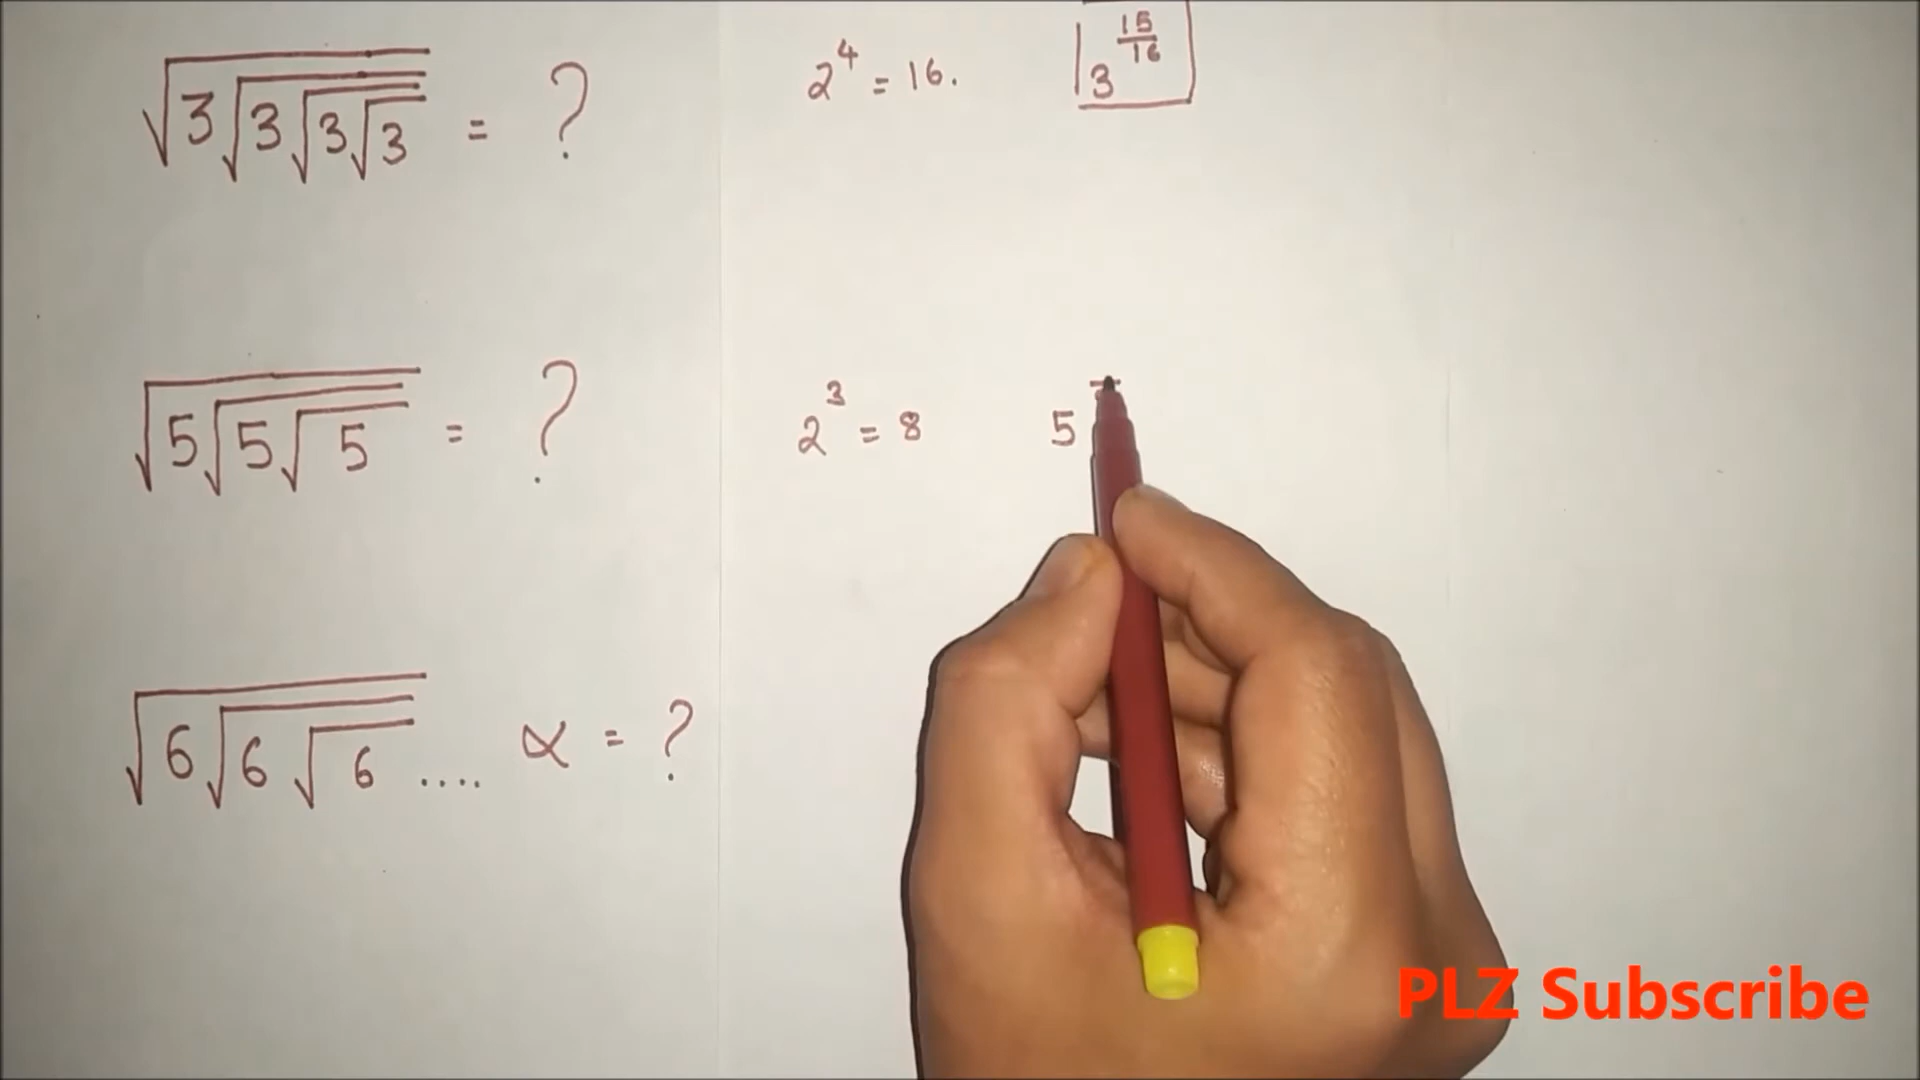 √3√3√3√3 = ?
2⁴ = 16.
3^(15/16)
√5√5√5 = ?
2³ = 8
5
√6√6√6 .... α = ?
PLZ Subscribe